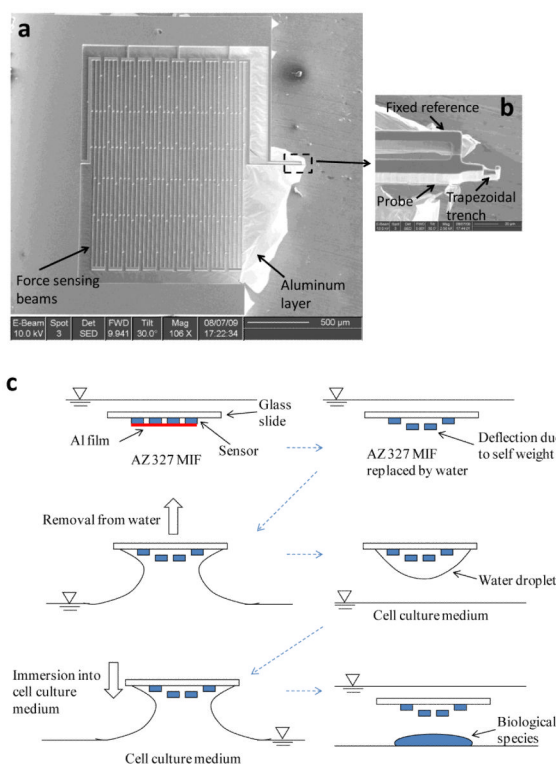 a
b
Fixed reference
Probe
Trapezoidal
trench
Force sensing
beams
Aluminum
layer
E-Beam Spot Det FWD Tilt Mag 08/07/09 500 µm
10.0 kV 3 SED 9.941 30.0° 106 X 17:22:34
c
Glass
slide
Al film
Sensor
AZ 327 MIF
Deflection du
to self weight
AZ 327 MIF
replaced by water
Removal from water
Water droplet
Cell culture medium
Immersion into
cell culture
medium
Cell culture medium
Biological
species